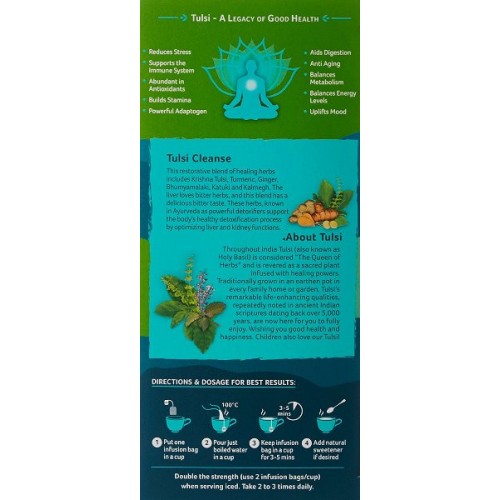 Tulsi - A Legacy of Good Health
Reduces Stress
Supports the
Immune System
Abundant in
Antioxidants
Builds Stamina
Powerful Adaptogen
Aids Digestion
Anti Aging
Balances
Metabolism
Balances Energy
Levels
Uplifts Mood
Tulsi Cleanse
This restorative blend of healing herbs
includes Krishna Tulsi, Turmeric, Ginger,
Bhumyamalaki, Katuki and Kalmegh. The
liver loves bitter herbs, and this blend has a
delicious bitter taste. These herbs, known
in Ayurveda as powerful detoxifiers support
the body's healthy detoxification process
by optimizing liver and kidney functions.
About Tulsi
Throughout India Tulsi (also known as
Holy Basil) is considered "The Queen of
Herbs" and is revered as a sacred plant
infused with healing powers.
Traditionally grown in an earthen pot in
every family home or garden, Tulsi's
remarkable life-enhancing qualities,
repeatedly noted in ancient Indian
scriptures dating back over 5,000
years, are now here for you to fully
enjoy. Wishing you good health and
happiness. Children also love our Tulsi!
DIRECTIONS & DOSAGE FOR BEST RESULTS:
100°C
3-5
mins
1 Put one
infusion bag
in a cup
2 Pour just
boiled water
in a cup
3 Keep infusion
bag in a cup
for 3-5 mins
4 Add natural
sweetener
if desired
Double the strength (use 2 infusion bags/cup)
when serving iced. Take 2 to 3 times daily.